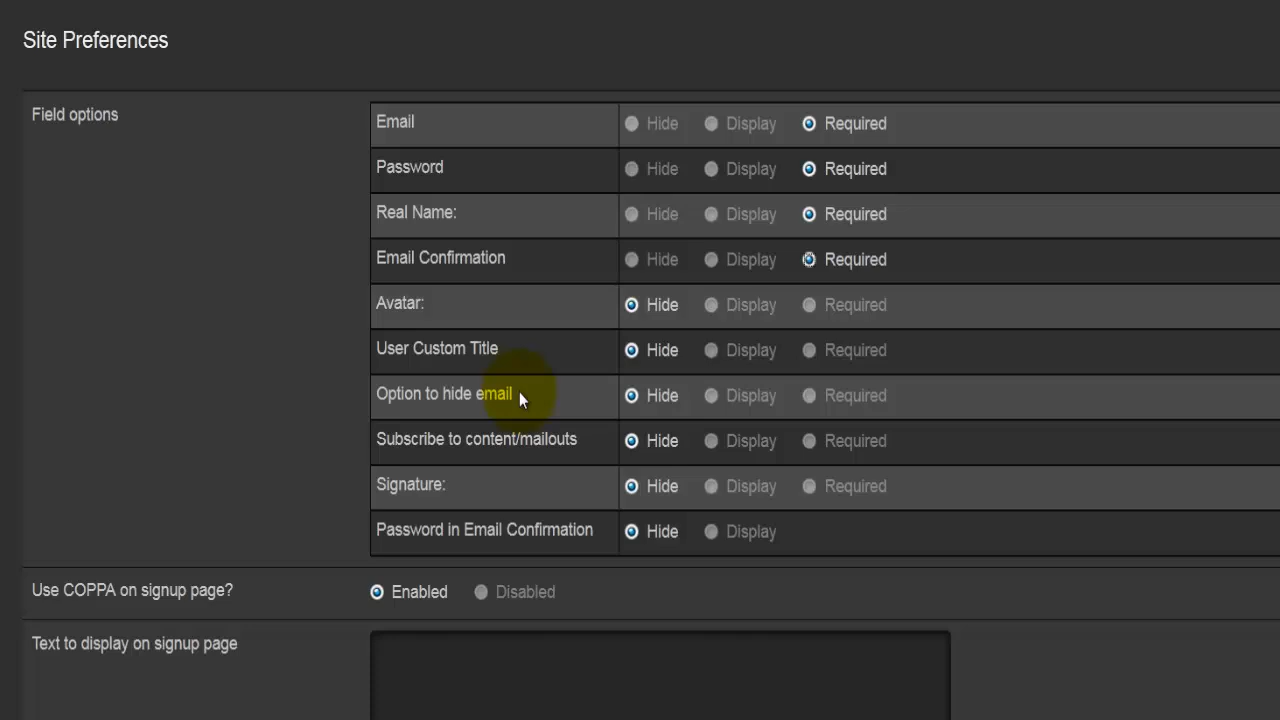 Site Preferences
Field options
Email Hide Display Required
Password Hide Display Required
Real Name: Hide Display Required
Email Confirmation Hide Display Required
Avatar: Hide Display Required
User Custom Title Hide Display Required
Option to hide email Hide Display Required
Subscribe to content/mailouts Hide Display Required
Signature: Hide Display Required
Password in Email Confirmation Hide Display
Use COPPA on signup page? Enabled Disabled
Text to display on signup page